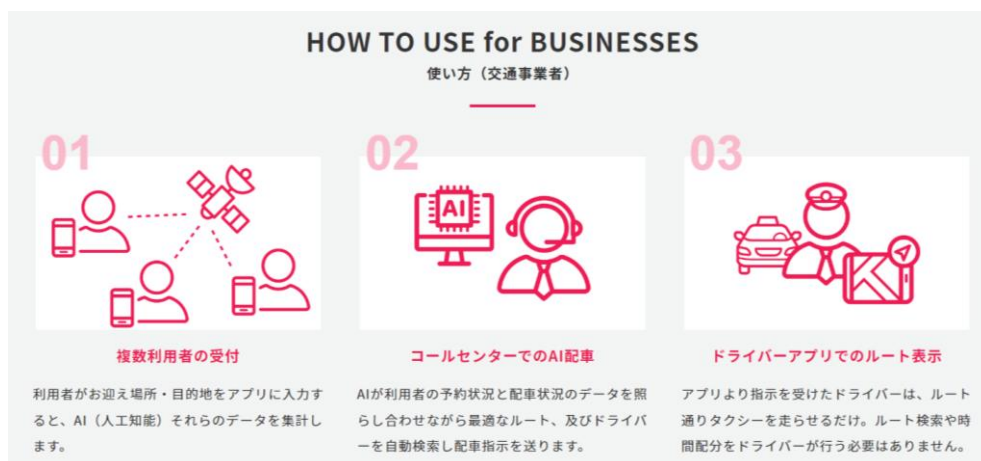 HOW TO USE for BUSINESSES
使い方（交通事業者）
01
02
03
AI
複数利用者の受付
コールセンターでのAI配車
ドライバーアプリでのルート表示
利用者がお迎え場所・目的地をアプリに入力す
ると、AI（人工知能）それらのデータを集計し
ます。
AIが利用者の予約状況と配車状況のデータを照
らし合わせながら最適なルート、及びドライバ
ーを自動検索し配車指示を送ります。
アプリより指示を受けたドライバーは、ルート
通りタクシーを走らせるだけ。ルート検索や時
間配分をドライバーが行う必要はありません。